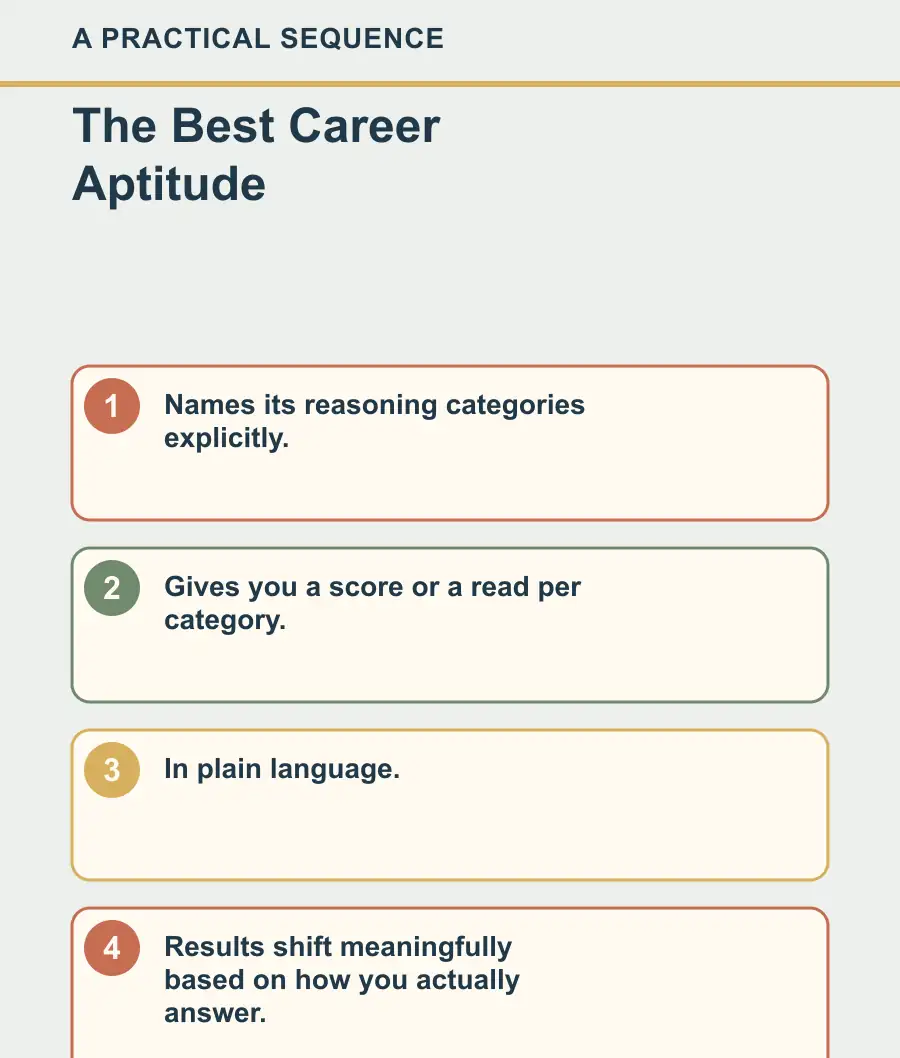 A PRACTICAL SEQUENCE
The Best Career
Aptitude
1
Names its reasoning categories
explicitly.
2
Gives you a score or a read per
category.
3
In plain language.
4
Results shift meaningfully
based on how you actually
answer.